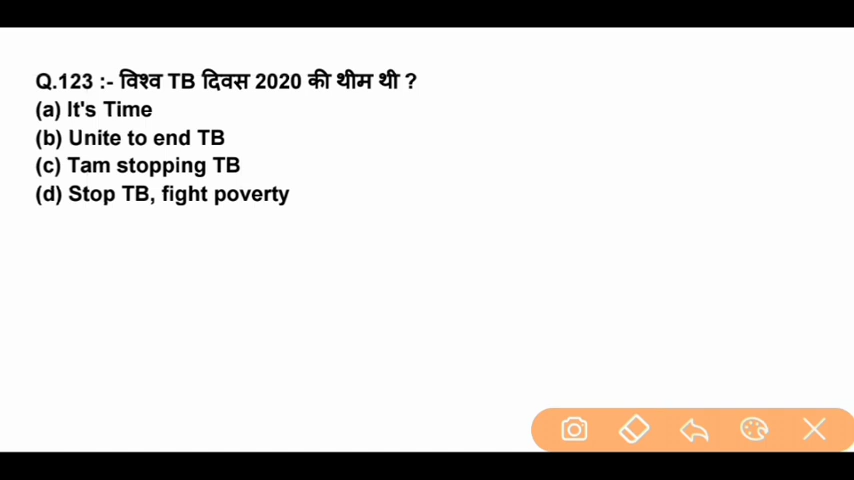 Q.123 :- विश्व TB दिवस 2020 की थीम थी ?
(a) It's Time
(b) Unite to end TB
(c) Tam stopping TB
(d) Stop TB, fight poverty